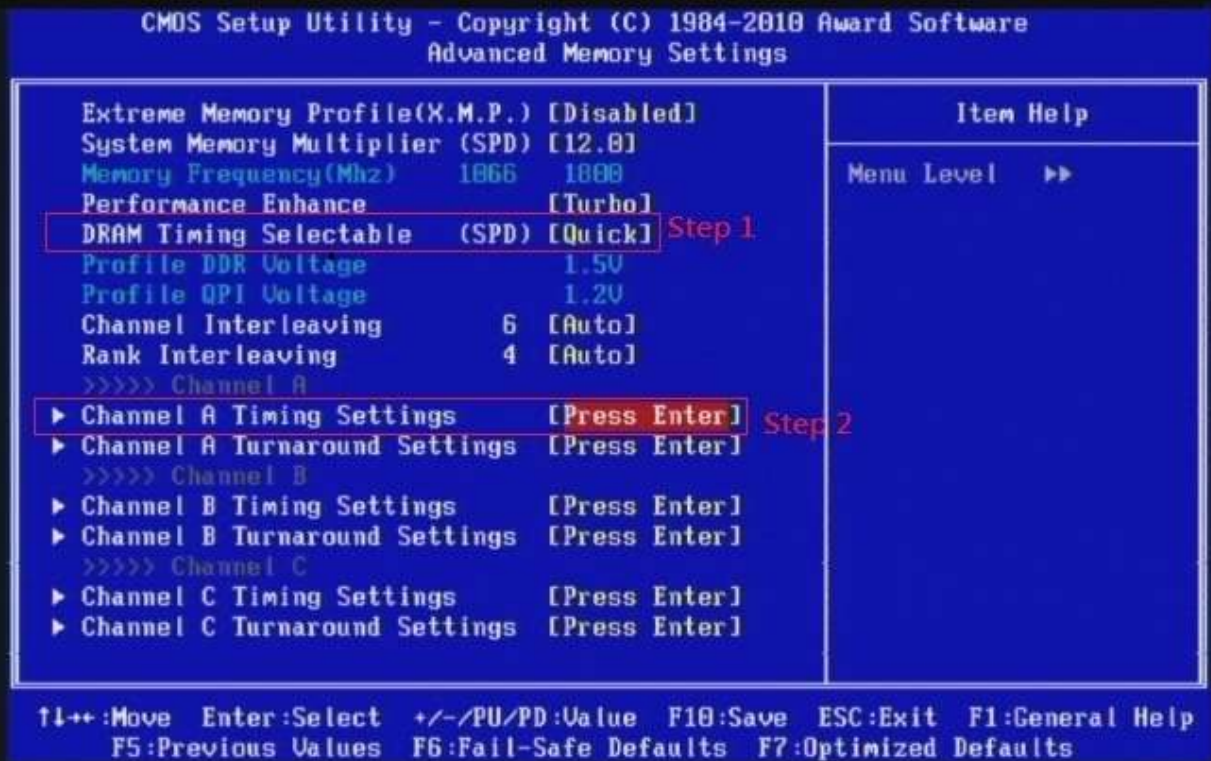 CMOS Setup Utility - Copyright (C) 1984-2010 Award Software
Advanced Memory Settings
Extreme Memory Profile(X.M.P.) [Disabled]
System Memory Multiplier (SPD) [12.0]
Memory Frequency(Mhz) 1066 1800
Performance Enhance [Turbo]
DRAM Timing Selectable (SPD) [Quick] Step 1
Profile DDR Voltage 1.5V
Profile QPI Voltage 1.2V
Channel Interleaving 6 [Auto]
Rank Interleaving 4 [Auto]
>>>>> Channel A
▶ Channel A Timing Settings [Press Enter] Step 2
▶ Channel A Turnaround Settings [Press Enter]
>>>>> Channel B
▶ Channel B Timing Settings [Press Enter]
▶ Channel B Turnaround Settings [Press Enter]
>>>>> Channel C
▶ Channel C Timing Settings [Press Enter]
▶ Channel C Turnaround Settings [Press Enter]
Item Help
Menu Level ▶▶
↑↓→←:Move Enter:Select +/-/PU/PD:Value F10:Save ESC:Exit F1:General Help
F5:Previous Values F6:Fail-Safe Defaults F7:Optimized Defaults